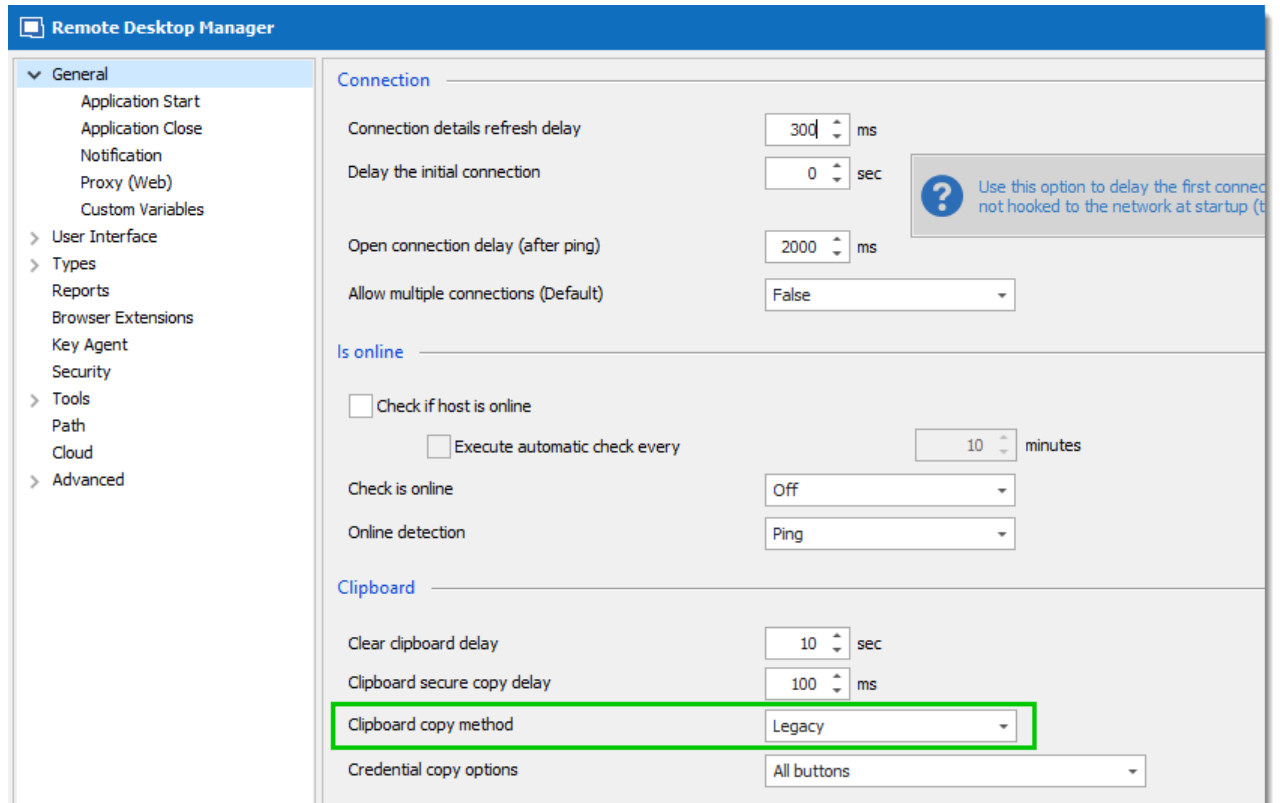 Remote Desktop Manager
General
Application Start
Application Close
Notification
Proxy (Web)
Custom Variables
User Interface
Types
Reports
Browser Extensions
Key Agent
Security
Tools
Path
Cloud
Advanced
Connection
Connection details refresh delay 300 ms
Delay the initial connection 0 sec
Use this option to delay the first connec
not hooked to the network at startup (t
Open connection delay (after ping) 2000 ms
Allow multiple connections (Default) False
Is online
Check if host is online
Execute automatic check every 10 minutes
Check is online Off
Online detection Ping
Clipboard
Clear clipboard delay 10 sec
Clipboard secure copy delay 100 ms
Clipboard copy method Legacy
Credential copy options All buttons